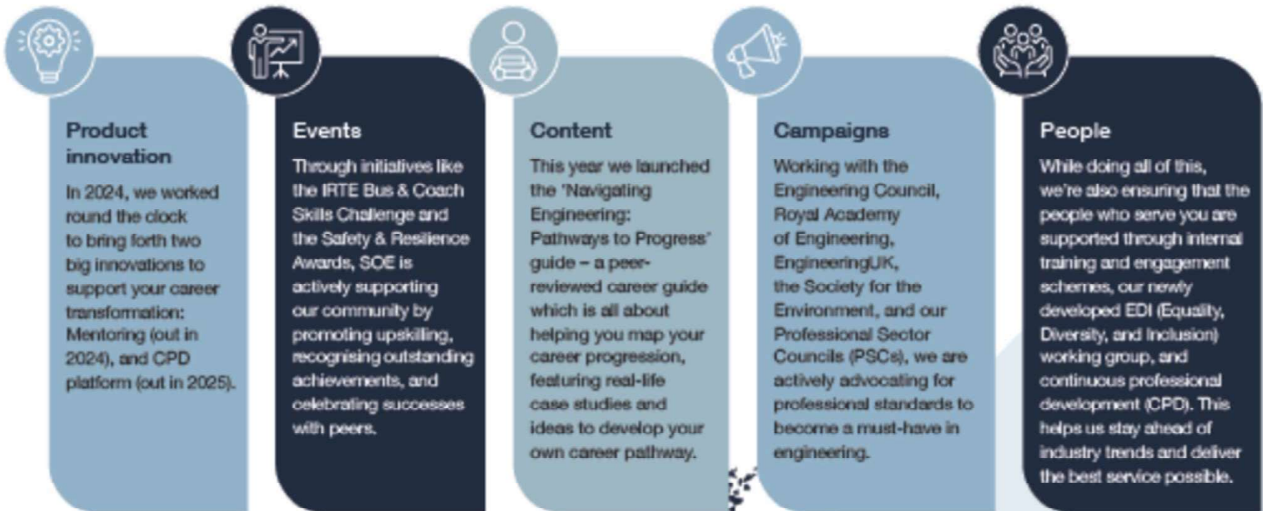 Product
innovation
In 2024, we worked
round the clock
to bring forth two
big innovations to
support your career
transformation:
Mentoring (out in
2024), and CPD
platform (out in 2025).
Events
Through initiatives like
the IRTE Bus & Coach
Skills Challenge and
the Safety & Resilience
Awards, SOE is
actively supporting
our community by
promoting upskilling,
recognising outstanding
achievements, and
celebrating successes
with peers.
Content
This year we launched
the ‘Navigating
Engineering:
Pathways to Progress’
guide – a peer-
reviewed career guide
which is all about
helping you map your
career progression,
featuring real-life
case studies and
ideas to develop your
own career pathway.
Campaigns
Working with the
Engineering Council,
Royal Academy
of Engineering,
EngineeringUK,
the Society for the
Environment, and our
Professional Sector
Councils (PSCs), we are
actively advocating for
professional standards to
become a must-have in
engineering.
People
While doing all of this,
we’re also ensuring that the
people who serve you are
supported through internal
training and engagement
schemes, our newly
developed EDI (Equality,
Diversity, and Inclusion)
working group, and
continuous professional
development (CPD). This
helps us stay ahead of
industry trends and deliver
the best service possible.